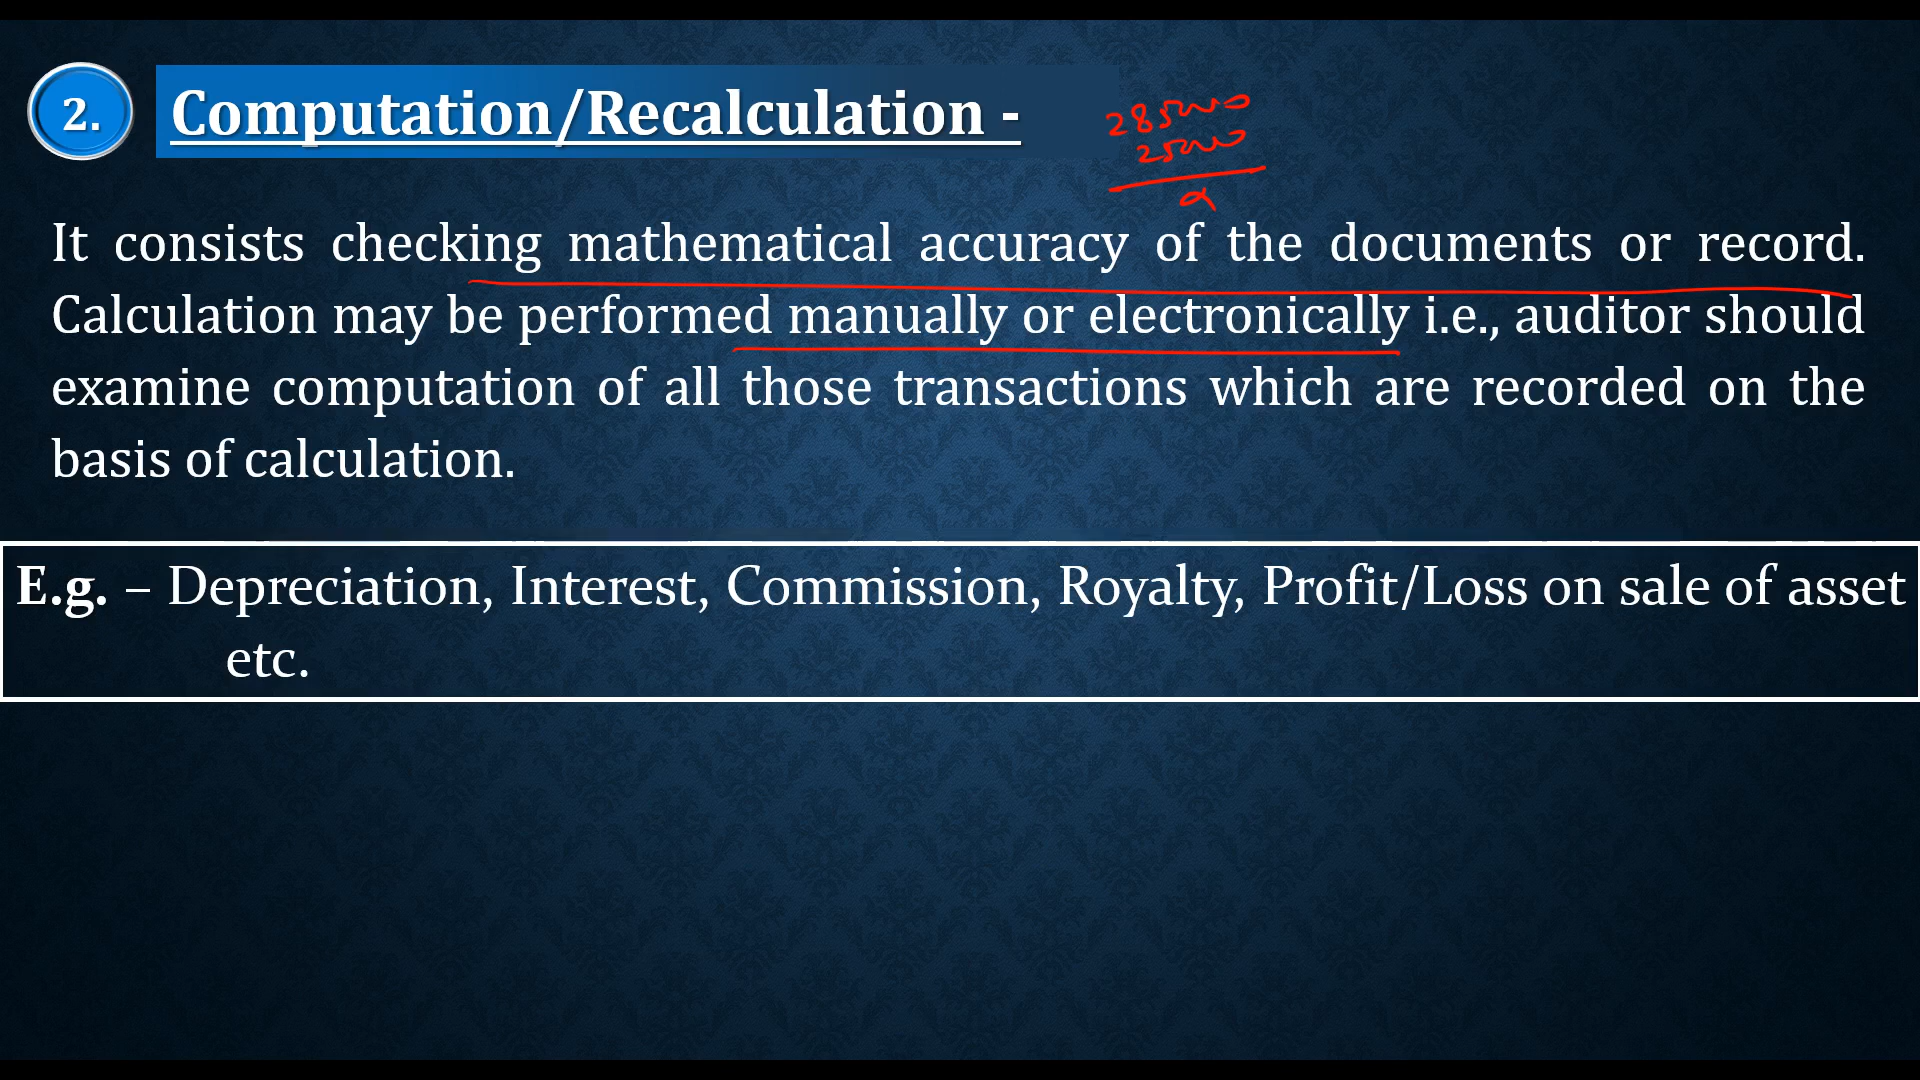 2.
Computation/Recalculation -
It consists checking mathematical accuracy of the documents or record.
Calculation may be performed manually or electronically i.e., auditor should
examine computation of all those transactions which are recorded on the
basis of calculation.
E.g. – Depreciation, Interest, Commission, Royalty, Profit/Loss on sale of asset
etc.